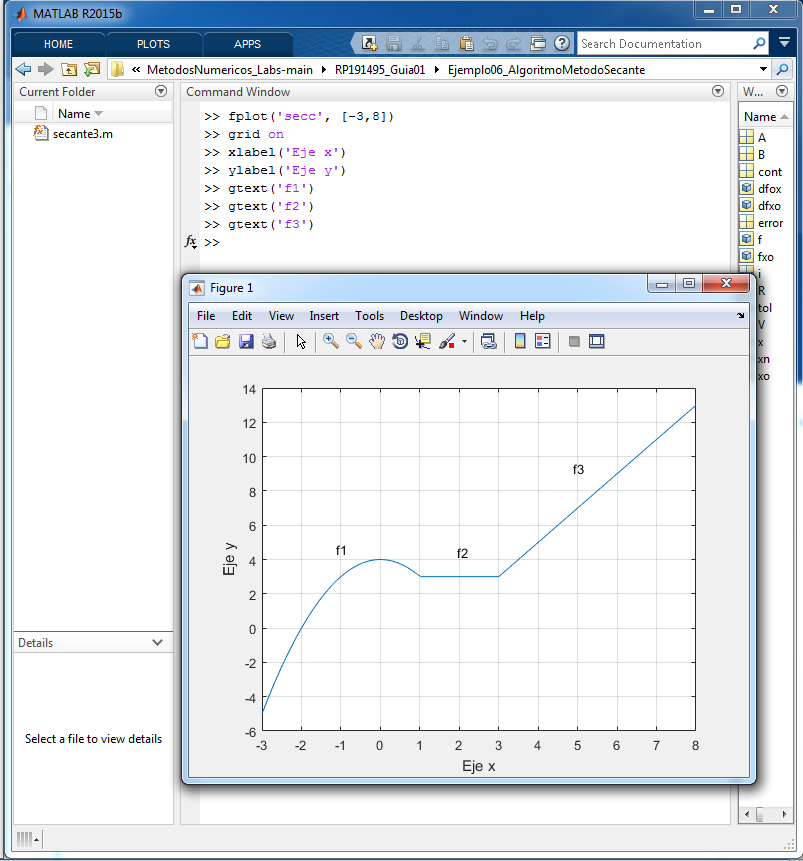 MATLAB R2015b
HOME PLOTS APPS Search Documentation
« MetodosNumericos_Labs-main RP191495_Guia01 Ejemplo06_AlgoritmoMetodoSecante
Current Folder
Name
secante3.m
Details
Select a file to view details
Command Window
>> fplot('secc', [-3,8])
>> grid on
>> xlabel('Eje x')
>> ylabel('Eje y')
>> gtext('f1')
>> gtext('f2')
>> gtext('f3')
fx >>
W...
Name
A
B
cont
dfox
dfxo
error
f
fxo
i
R
tol
V
x
xn
xo
Figure 1
File Edit View Insert Tools Desktop Window Help
14
12
10
8
6
4
2
0
-2
-4
-6
Eje y
f1
f2
f3
-3 -2 -1 0 1 2 3 4 5 6 7 8
Eje x